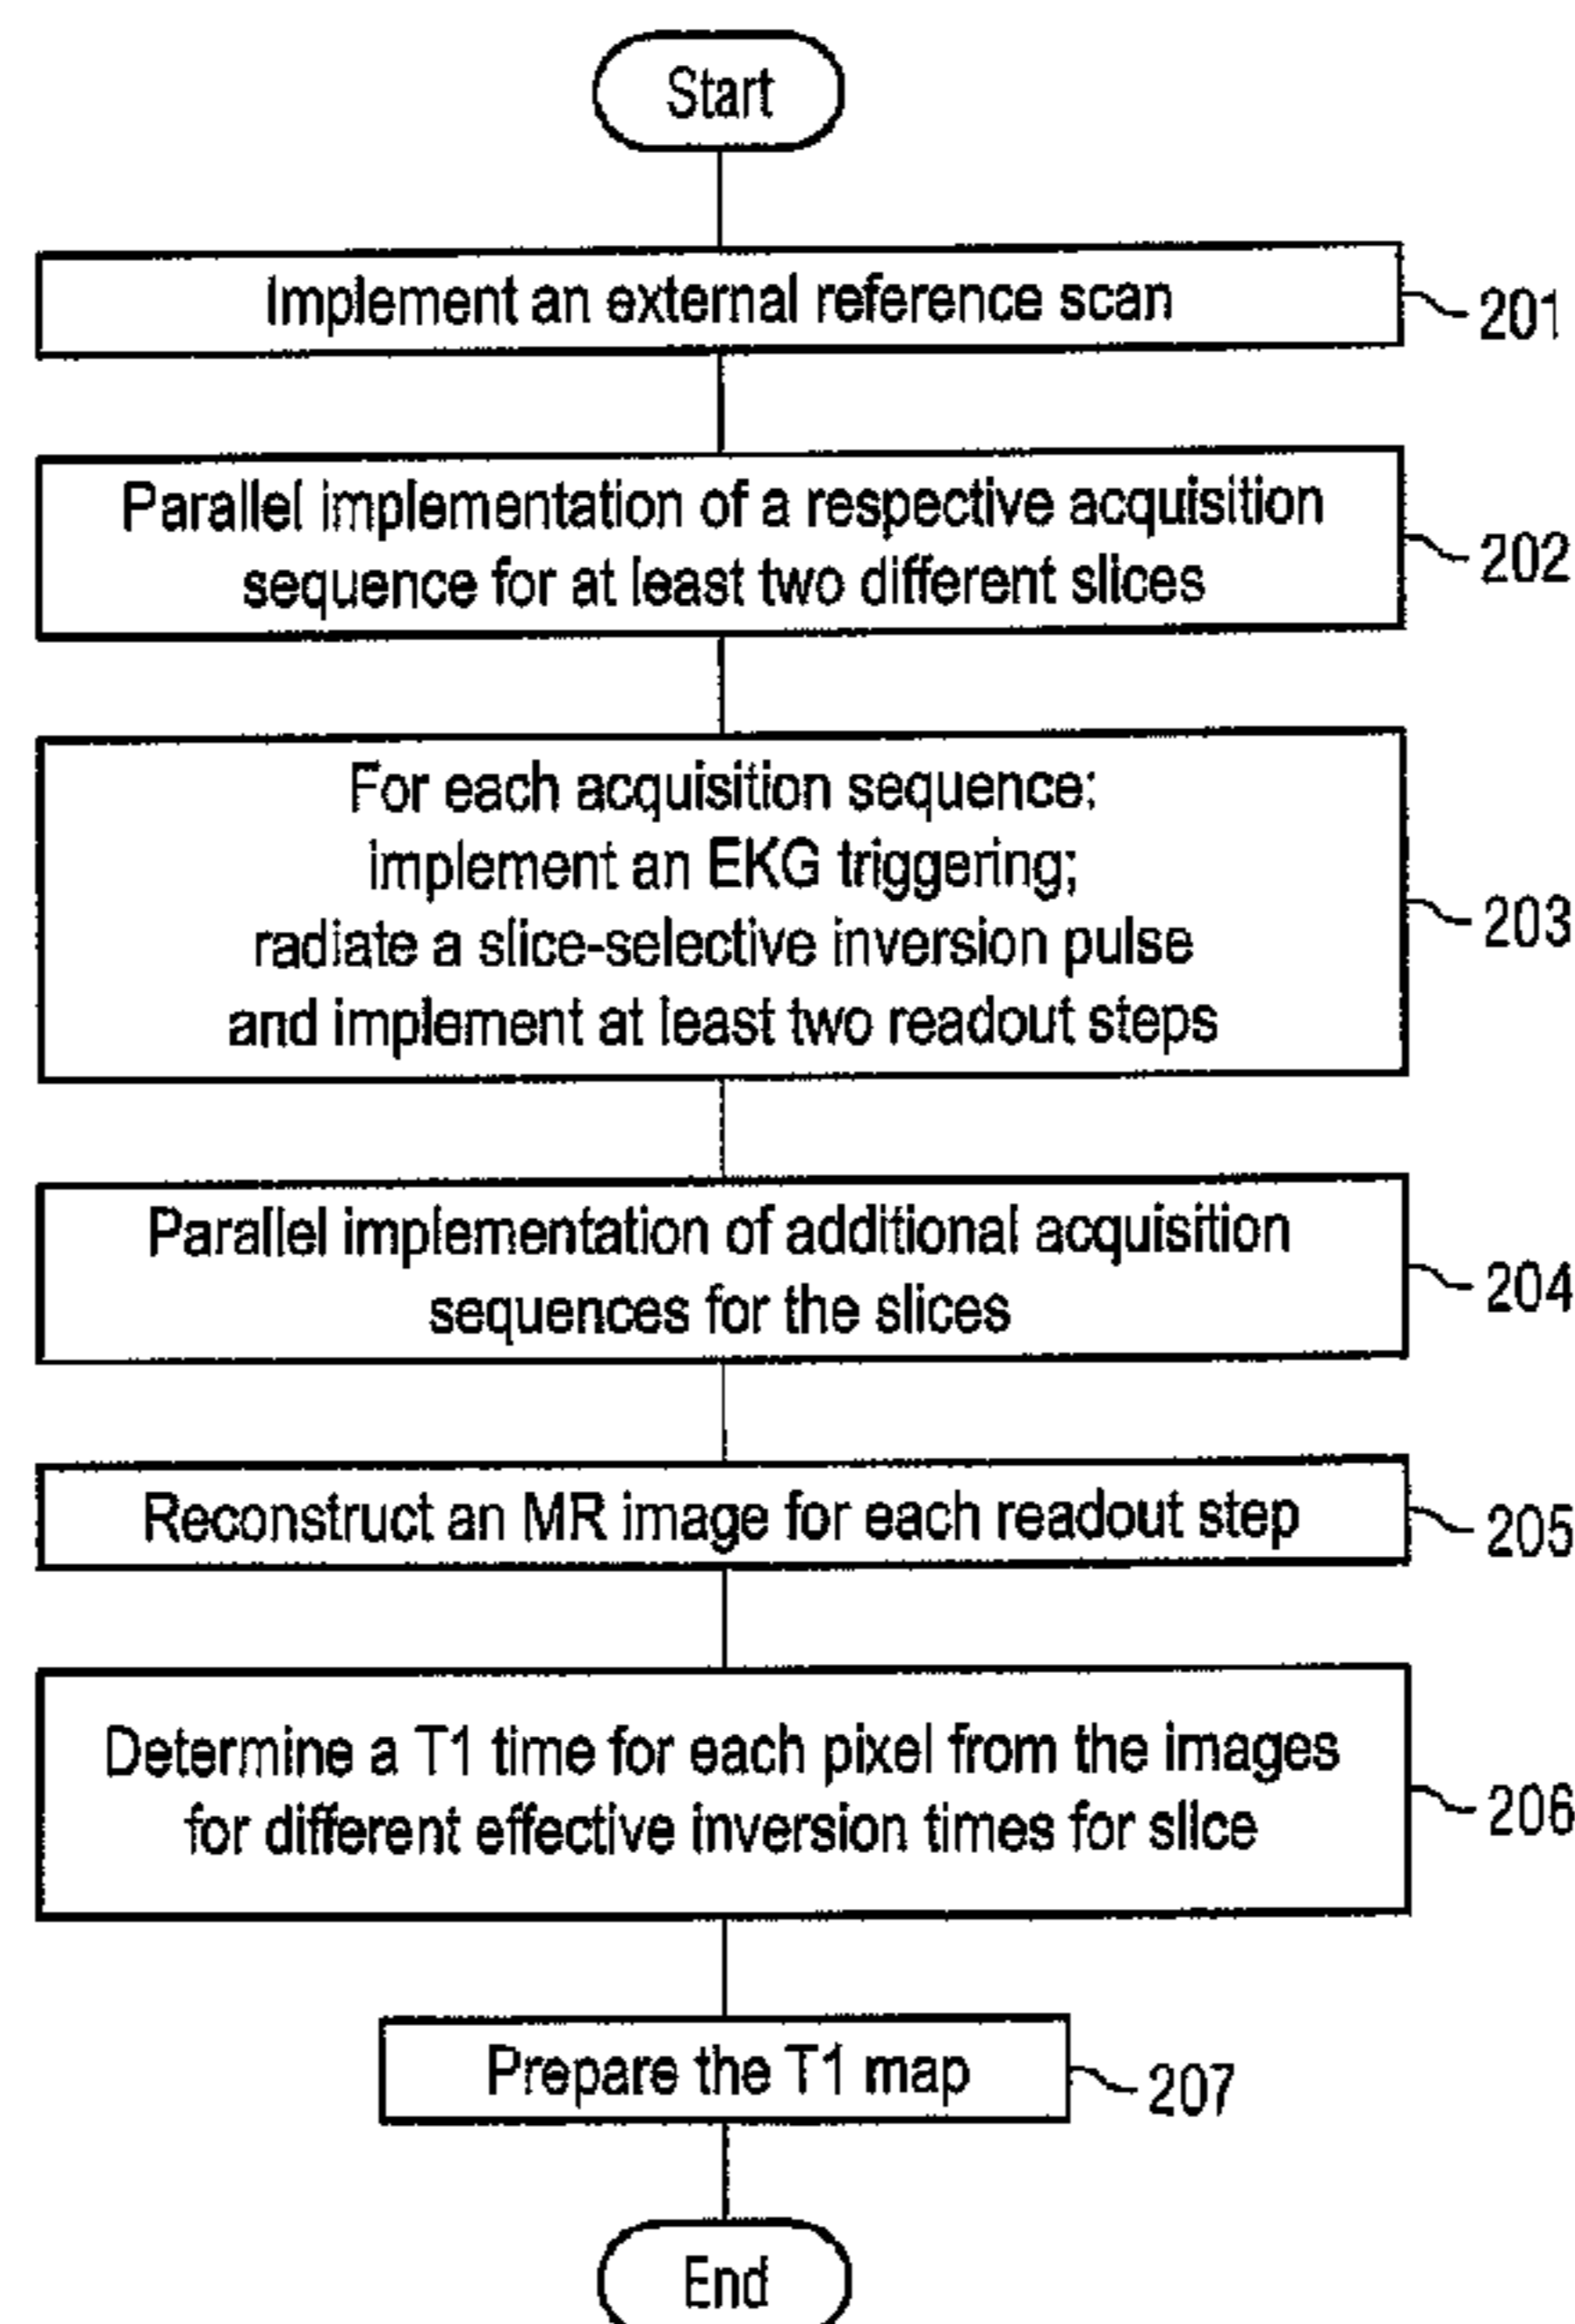 Start
Implement an external reference scan
201
Parallel implementation of a respective acquisition
sequence for at least two different slices
202
For each acquisition sequence:
implement an EKG triggering;
radiate a slice-selective inversion pulse
and implement at least two readout steps
203
Parallel implementation of additional acquisition
sequences for the slices
204
Reconstruct an MR image for each readout step
205
Determine a T1 time for each pixel from the images
for different effective inversion times for slice
206
Prepare the T1 map
207
End